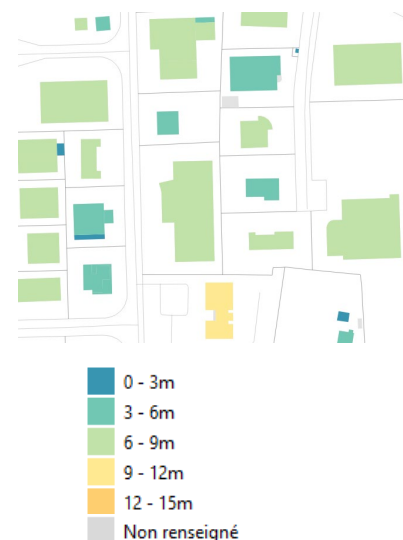 0 - 3m
3 - 6m
6 - 9m
9 - 12m
12 - 15m
Non renseigné